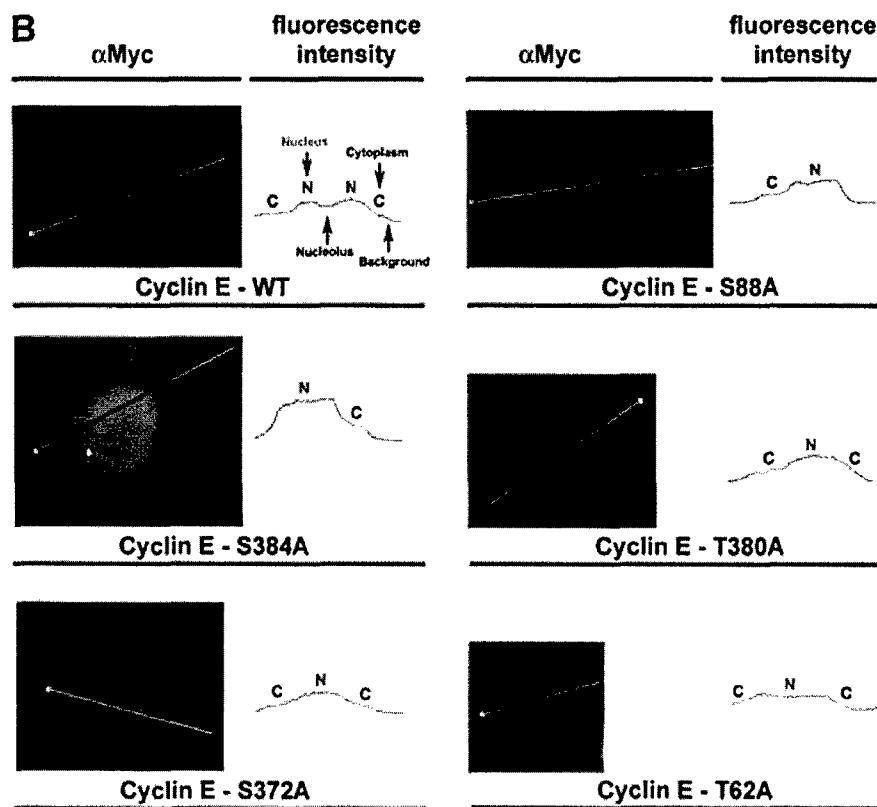 B
αMyc
fluorescence
intensity
αMyc
fluorescence
intensity
Nucleus
Cytoplasm
C
N
N
C
Nucleolus
Background
Cyclin E - WT
C
N
Cyclin E - S88A
N
C
Cyclin E - S384A
C
N
C
Cyclin E - T380A
C
N
C
Cyclin E - S372A
C
N
C
Cyclin E - T62A